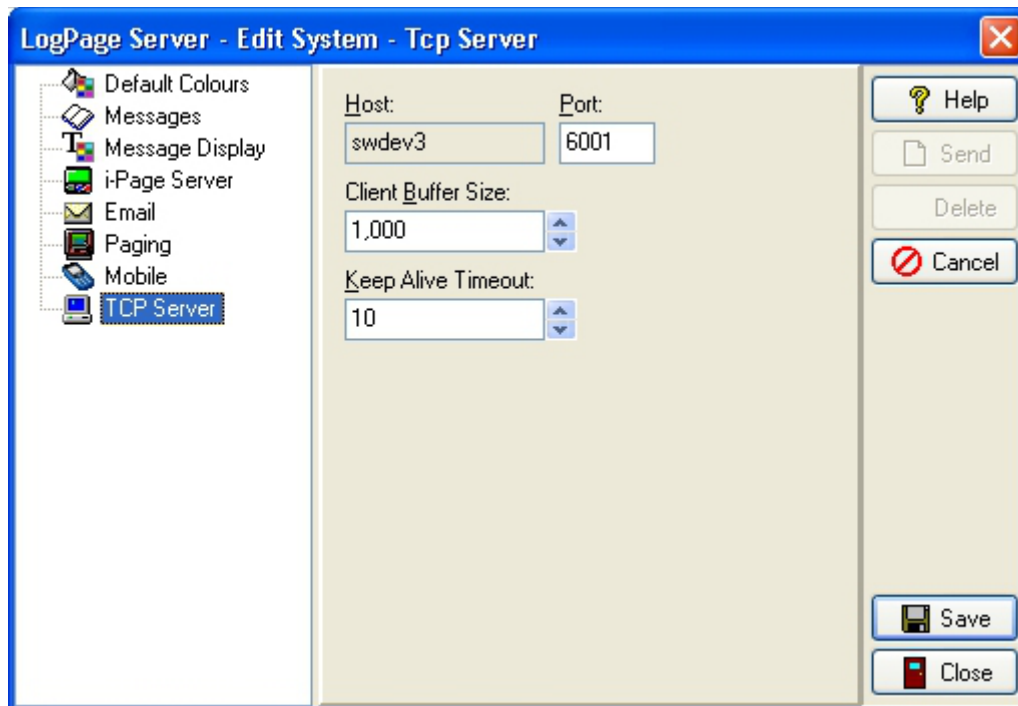 LogPage Server - Edit System - Tcp Server
Default Colours
Messages
Message Display
i-Page Server
Email
Paging
Mobile
TCP Server
Host: Port:
swdev3 6001
Client Buffer Size:
1,000
Keep Alive Timeout:
10
Help
Send
Delete
Cancel
Save
Close